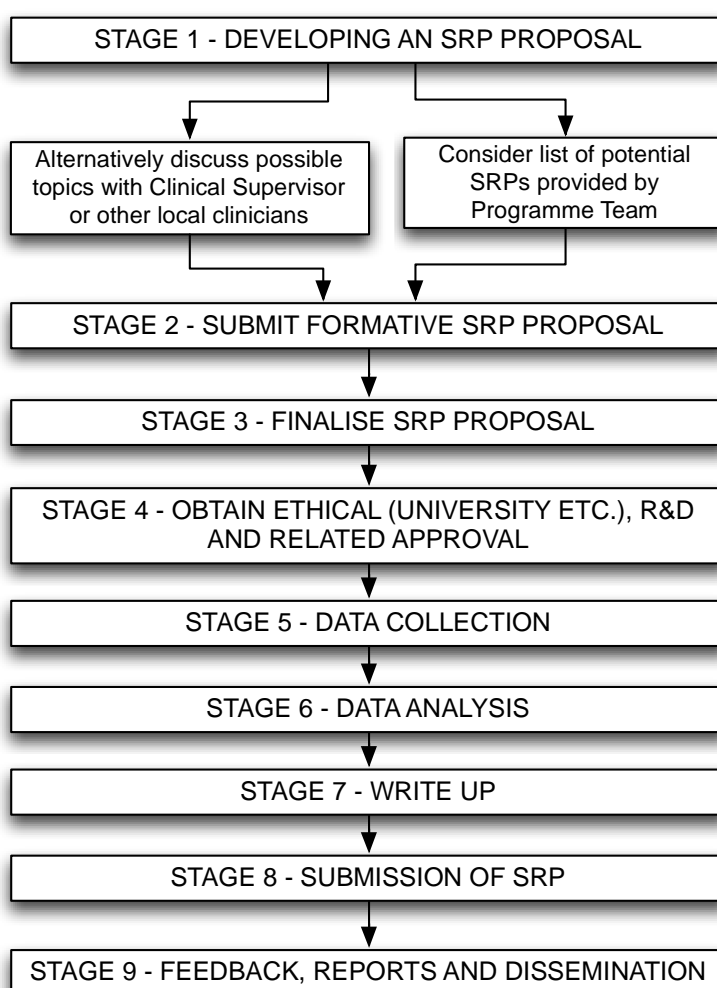 STAGE 1 - DEVELOPING AN SRP PROPOSAL
Alternatively discuss possible
topics with Clinical Supervisor
or other local clinicians
Consider list of potential
SRPs provided by
Programme Team
STAGE 2 - SUBMIT FORMATIVE SRP PROPOSAL
STAGE 3 - FINALISE SRP PROPOSAL
STAGE 4 - OBTAIN ETHICAL (UNIVERSITY ETC.), R&D
AND RELATED APPROVAL
STAGE 5 - DATA COLLECTION
STAGE 6 - DATA ANALYSIS
STAGE 7 - WRITE UP
STAGE 8 - SUBMISSION OF SRP
STAGE 9 - FEEDBACK, REPORTS AND DISSEMINATION